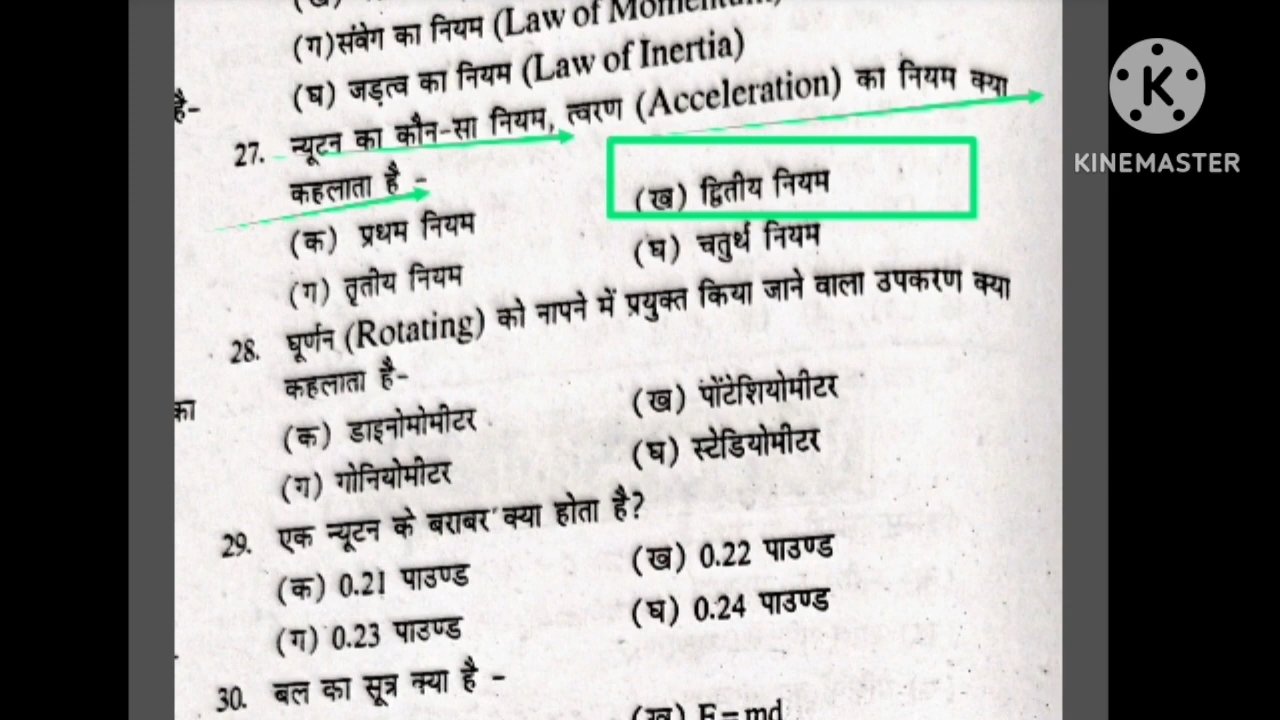 (ग) संवेग का नियम (Law of Momentum)
(घ) जड़त्व का नियम (Law of Inertia)
है-
27. न्यूटन का कौन-सा नियम, त्वरण (Acceleration) का नियम क्या
कहलाता है -
(क) प्रथम नियम (ख) द्वितीय नियम
(ग) तृतीय नियम (घ) चतुर्थ नियम
28. घूर्णन (Rotating) को नापने में प्रयुक्त किया जाने वाला उपकरण क्या
कहलाता है-
का
(क) डाइनोमोमीटर (ख) पोंटेशियोमीटर
(ग) गोनियोमीटर (घ) स्टेडियोमीटर
29. एक न्यूटन के बराबर क्या होता है?
(क) 0.21 पाउण्ड (ख) 0.22 पाउण्ड
(ग) 0.23 पाउण्ड (घ) 0.24 पाउण्ड
30. बल का सूत्र क्या है -
(ख) F = md
K
KINEMASTER